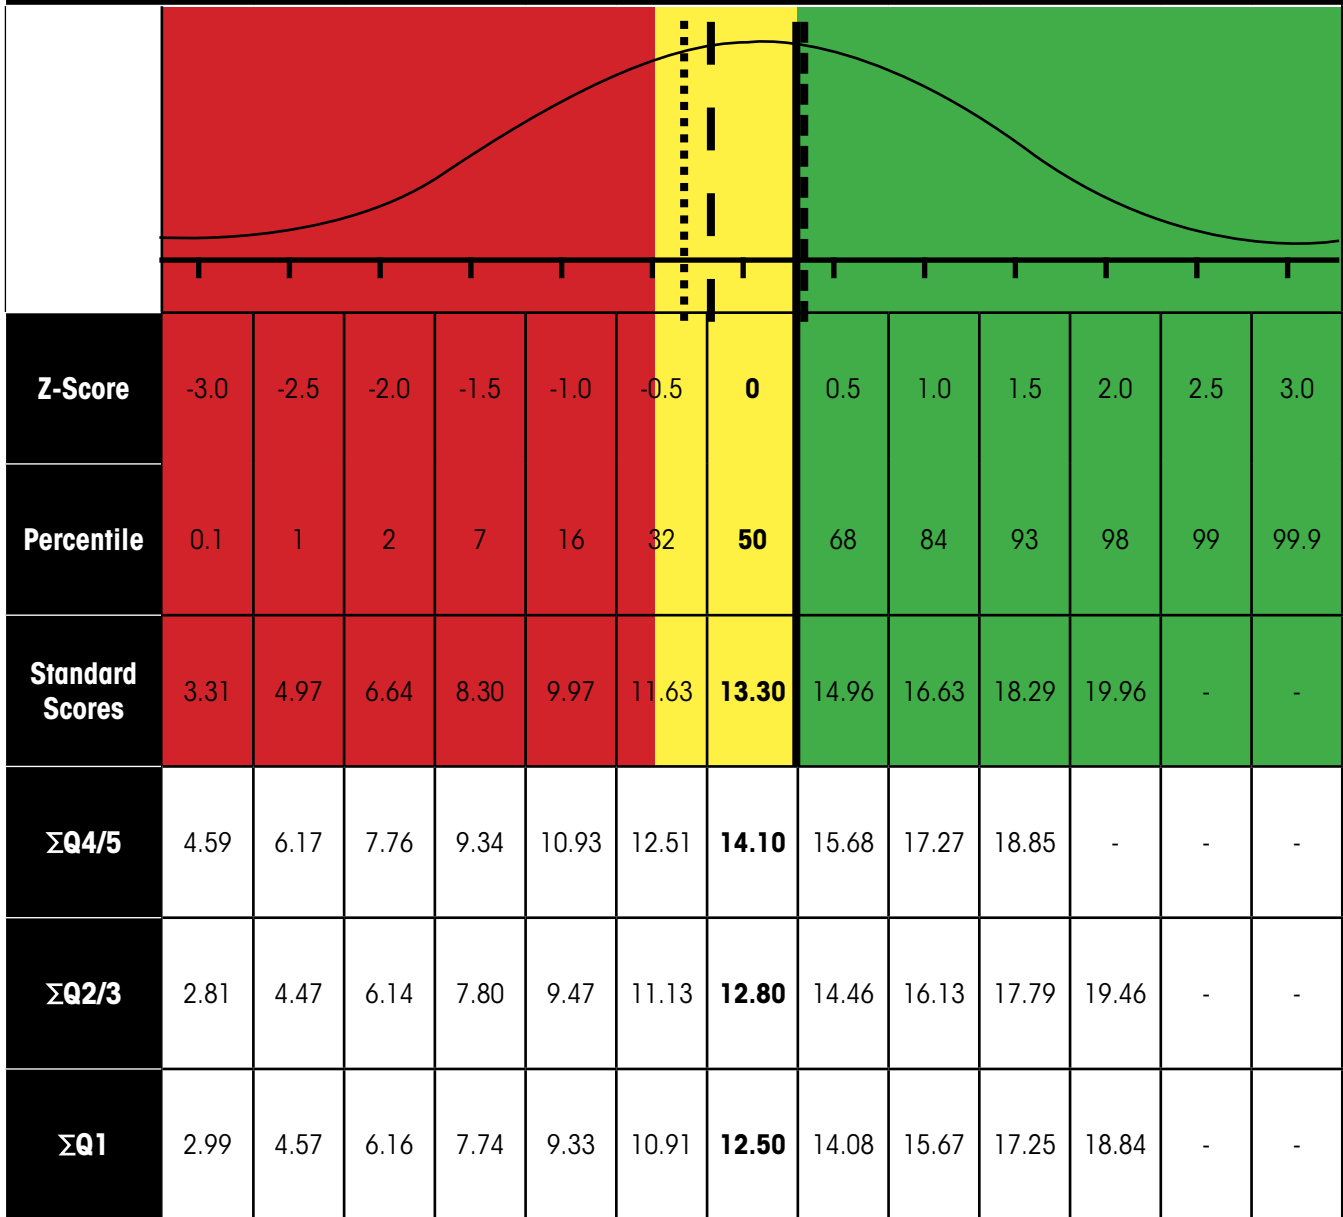 Z-Score -3.0 -2.5 -2.0 -1.5 -1.0 -0.5 0 0.5 1.0 1.5 2.0 2.5 3.0
Percentile 0.1 1 2 7 16 32 50 68 84 93 98 99 99.9
Standard
Scores 3.31 4.97 6.64 8.30 9.97 11.63 13.30 14.96 16.63 18.29 19.96 - -
ΣQ4/5 4.59 6.17 7.76 9.34 10.93 12.51 14.10 15.68 17.27 18.85 - - -
ΣQ2/3 2.81 4.47 6.14 7.80 9.47 11.13 12.80 14.46 16.13 17.79 19.46 - -
ΣQ1 2.99 4.57 6.16 7.74 9.33 10.91 12.50 14.08 15.67 17.25 18.84 - -